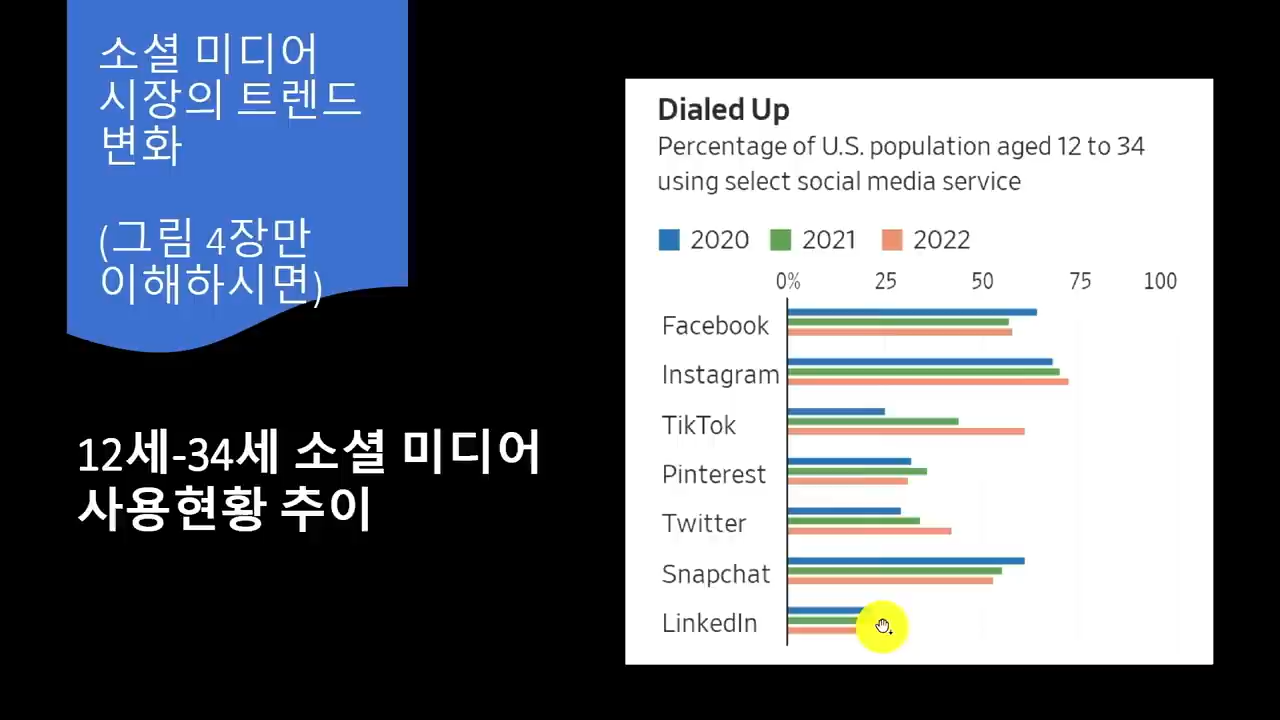 소셜 미디어
시장의 트렌드
변화
(그림 4장만
이해하시면)
12세-34세 소셜 미디어
사용현황 추이
Dialed Up
Percentage of U.S. population aged 12 to 34
using select social media service
2020 2021 2022
0% 25 50 75 100
Facebook
Instagram
TikTok
Pinterest
Twitter
Snapchat
LinkedIn